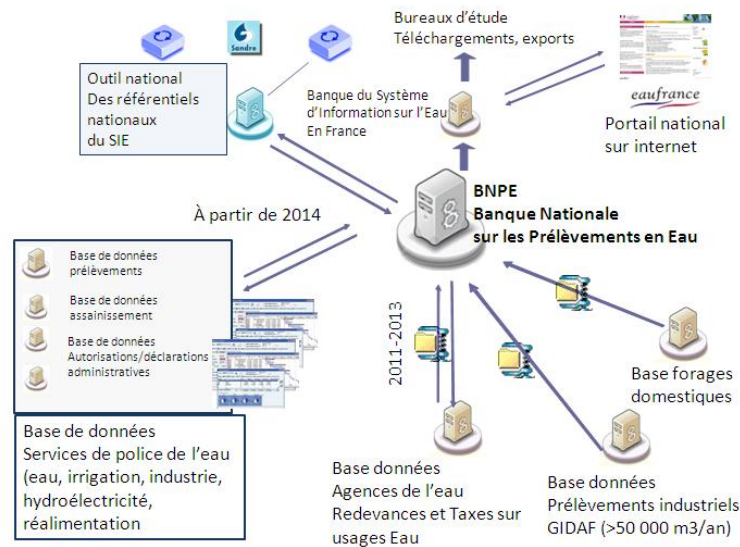 Bureaux d'étude
Téléchargements, exports
Sandre
Outil national
Des référentiels
nationaux
du SIE
Banque du Système
d'Information sur l'Eau
En France
eaufrance
Portail national
sur internet
BNPE
Banque Nationale
sur les Prélèvements en Eau
À partir de 2014
Base de données
prélèvements
Base de données
assainissement
Base de données
Autorisations/déclarations
administratives
2011-2013
Base forages
domestiques
Base de données
Services de police de l'eau
(eau, irrigation, industrie,
hydroélectricité,
réalimentation
Base données
Agences de l'eau
Redevances et Taxes sur
usages Eau
Base données
Prélèvements industriels
GIDAF (>50 000 m3/an)